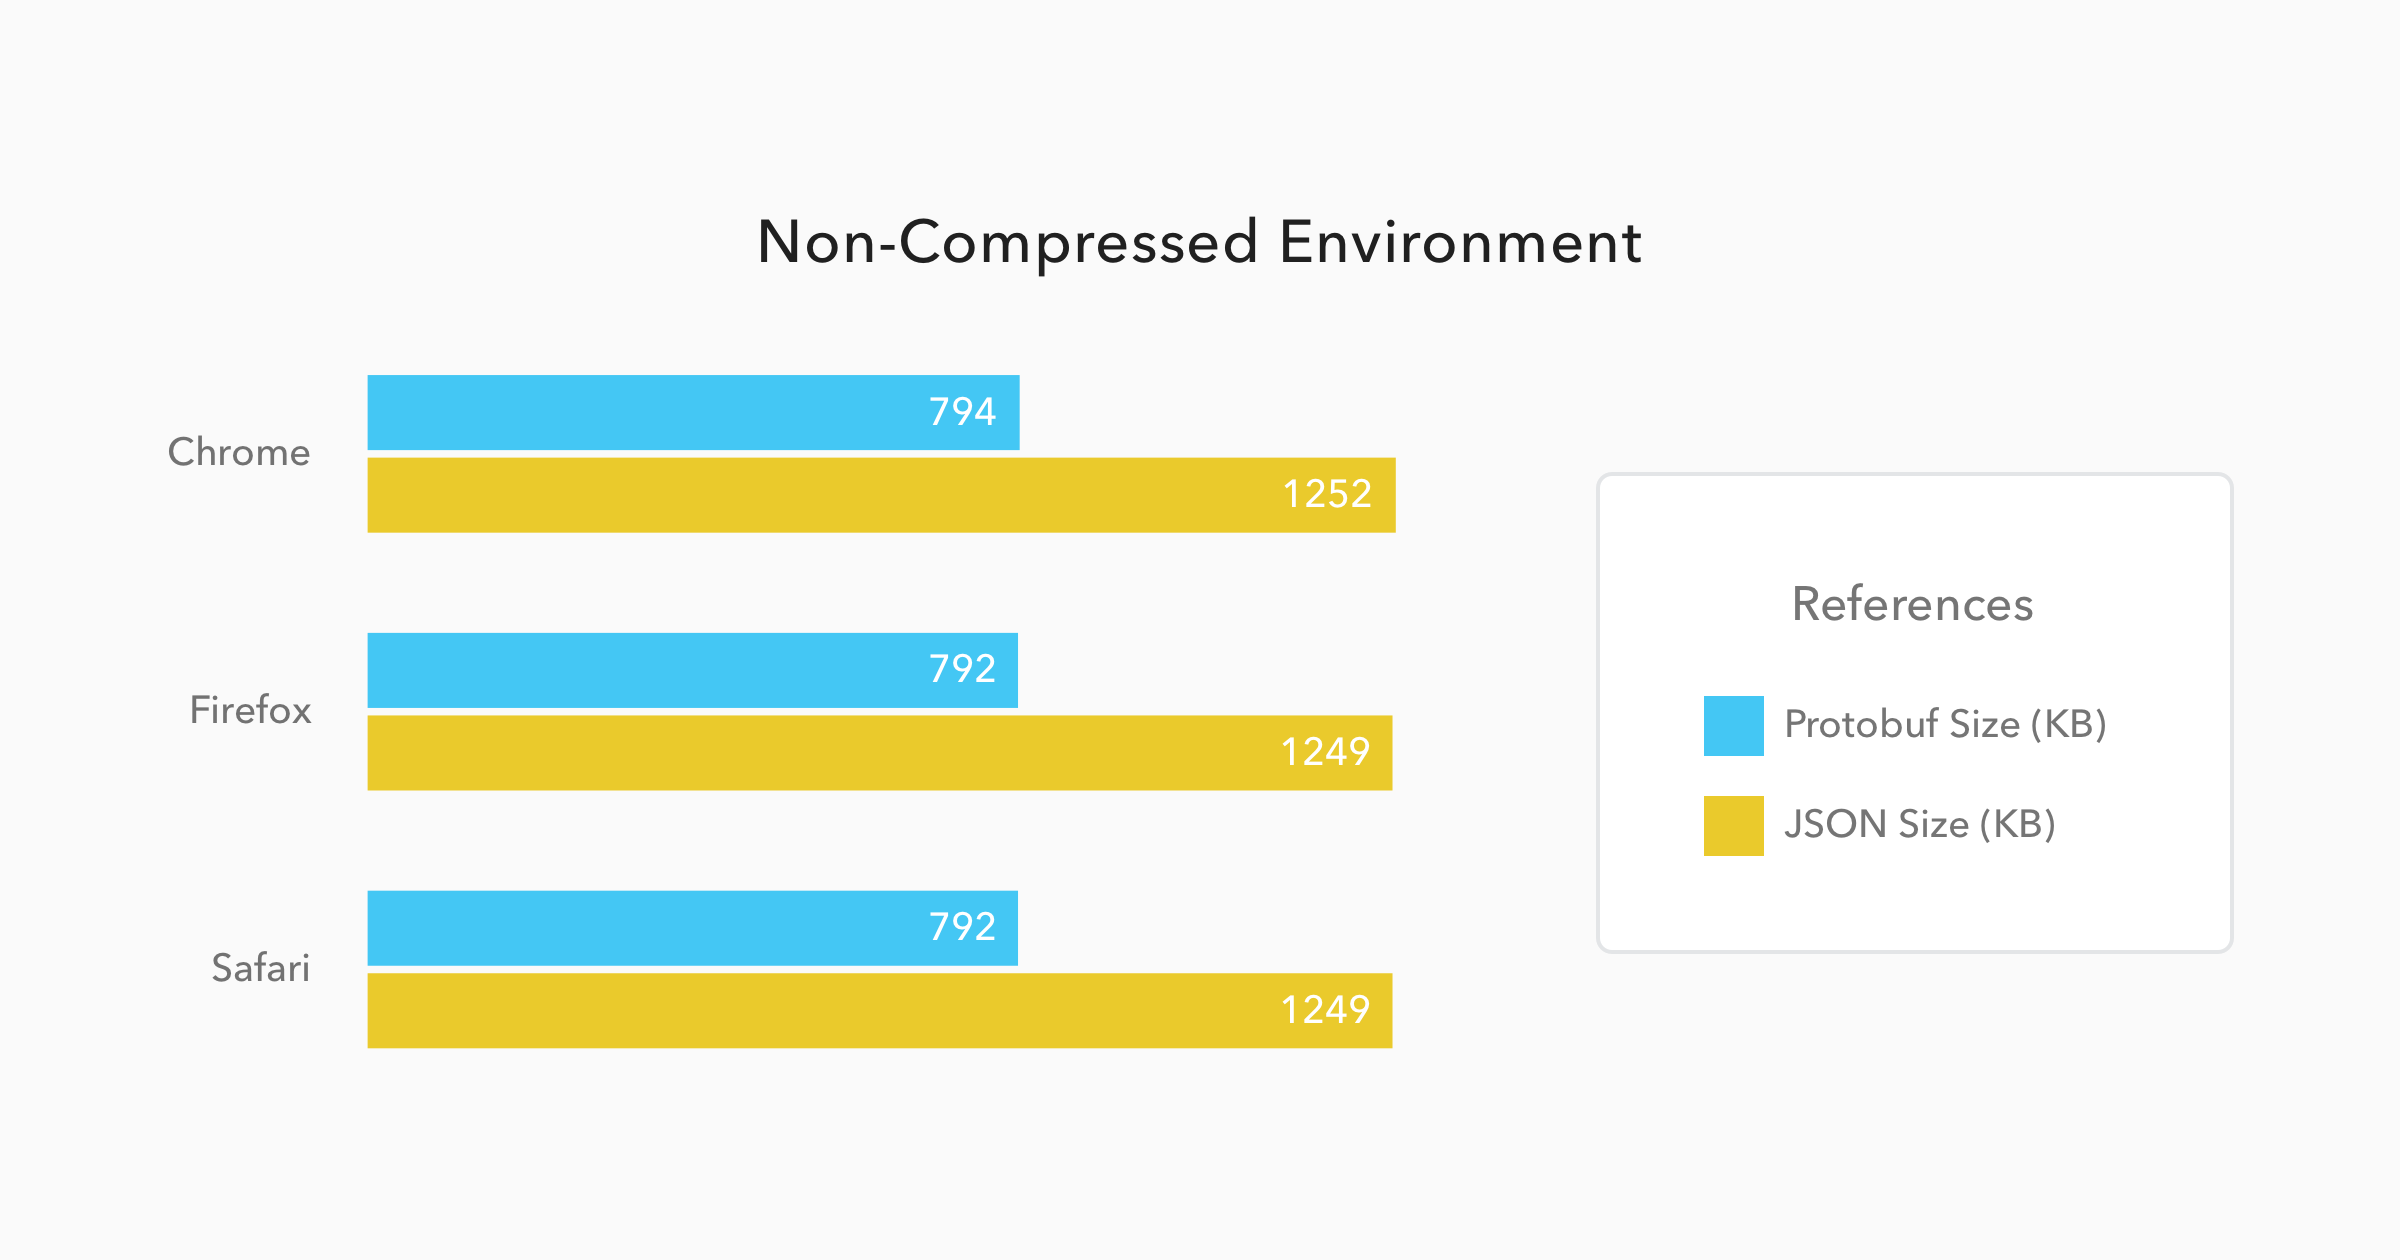 Non-Compressed Environment
Chrome
794
1252
Firefox
792
1249
Safari
792
1249
References
Protobuf Size (KB)
JSON Size (KB)